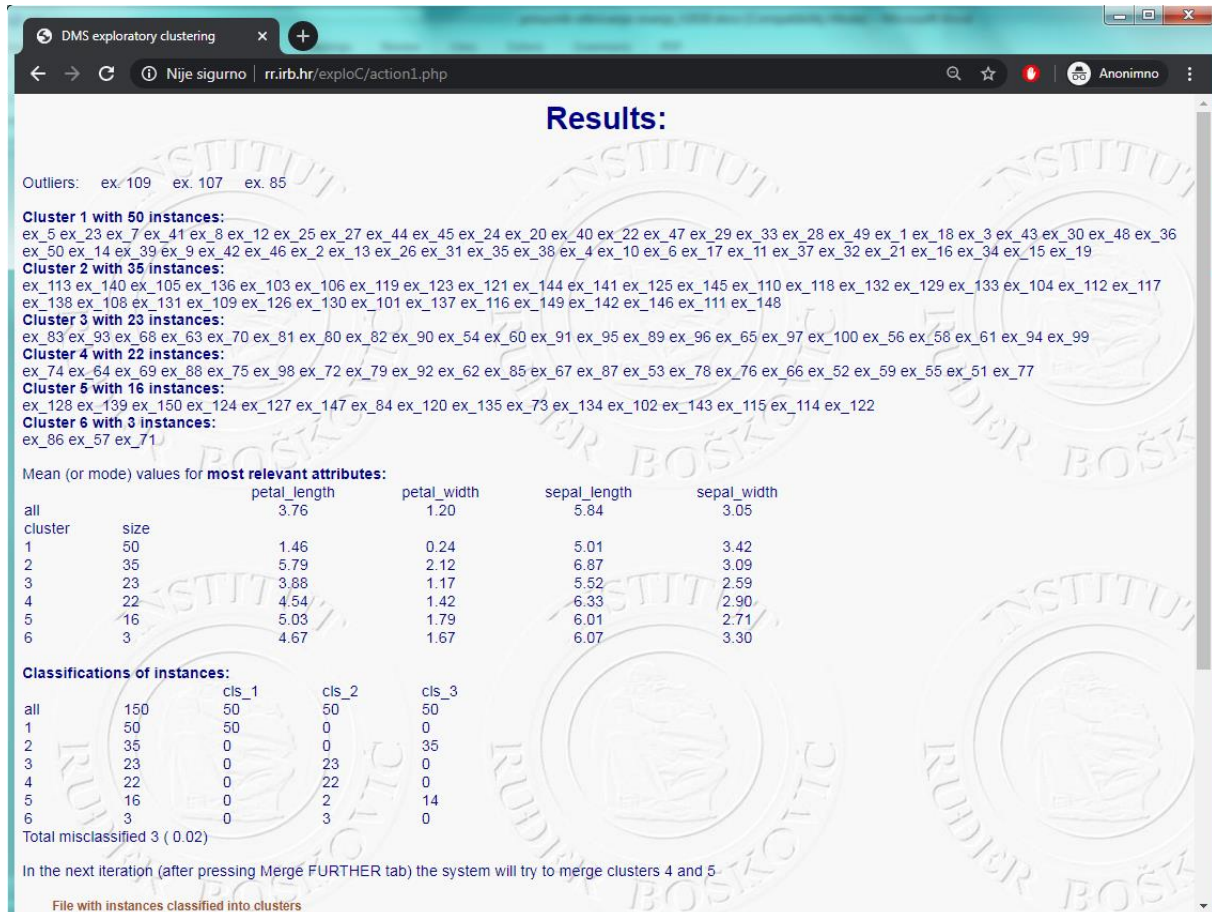 DMS exploratory clustering
Nije sigurno | rr.irb.hr/exploC/action1.php
Anonimno
Results:
Outliers: ex. 109 ex. 107 ex. 85
Cluster 1 with 50 instances:
ex_5 ex_23 ex_7 ex_41 ex_8 ex_12 ex_25 ex_27 ex_44 ex_45 ex_24 ex_20 ex_40 ex_22 ex_47 ex_29 ex_33 ex_28 ex_49 ex_1 ex_18 ex_3 ex_43 ex_30 ex_48 ex_36
ex_50 ex_14 ex_39 ex_9 ex_42 ex_46 ex_2 ex_13 ex_26 ex_31 ex_35 ex_38 ex_4 ex_10 ex_6 ex_17 ex_11 ex_37 ex_32 ex_21 ex_16 ex_34 ex_15 ex_19
Cluster 2 with 35 instances:
ex_113 ex_140 ex_105 ex_136 ex_103 ex_106 ex_119 ex_123 ex_121 ex_144 ex_141 ex_125 ex_145 ex_110 ex_118 ex_132 ex_129 ex_133 ex_104 ex_112 ex_117
ex_138 ex_108 ex_131 ex_109 ex_126 ex_130 ex_101 ex_137 ex_116 ex_149 ex_142 ex_146 ex_111 ex_148
Cluster 3 with 23 instances:
ex_83 ex_93 ex_68 ex_63 ex_70 ex_81 ex_80 ex_82 ex_90 ex_54 ex_60 ex_91 ex_95 ex_89 ex_96 ex_65 ex_97 ex_100 ex_56 ex_58 ex_61 ex_94 ex_99
Cluster 4 with 22 instances:
ex_74 ex_64 ex_69 ex_88 ex_75 ex_98 ex_72 ex_79 ex_92 ex_62 ex_85 ex_67 ex_87 ex_53 ex_78 ex_76 ex_66 ex_52 ex_59 ex_55 ex_51 ex_77
Cluster 5 with 16 instances:
ex_128 ex_139 ex_150 ex_124 ex_127 ex_147 ex_84 ex_120 ex_135 ex_73 ex_134 ex_102 ex_143 ex_115 ex_114 ex_122
Cluster 6 with 3 instances:
ex_86 ex_57 ex_71
Mean (or mode) values for most relevant attributes:
petal_length petal_width sepal_length sepal_width
all 3.76 1.20 5.84 3.05
cluster size
1 50 1.46 0.24 5.01 3.42
2 35 5.79 2.12 6.87 3.09
3 23 3.88 1.17 5.52 2.59
4 22 4.54 1.42 6.33 2.90
5 16 5.03 1.79 6.01 2.71
6 3 4.67 1.67 6.07 3.30
Classifications of instances:
cls_1 cls_2 cls_3
all 150 50 50 50
1 50 50 0 0
2 35 0 0 35
3 23 0 23 0
4 22 0 22 0
5 16 0 2 14
6 3 0 3 0
Total misclassified 3 ( 0.02)
In the next iteration (after pressing Merge FURTHER tab) the system will try to merge clusters 4 and 5
File with instances classified into clusters
INSTITUT
RUĐER BOŠKOVIĆ